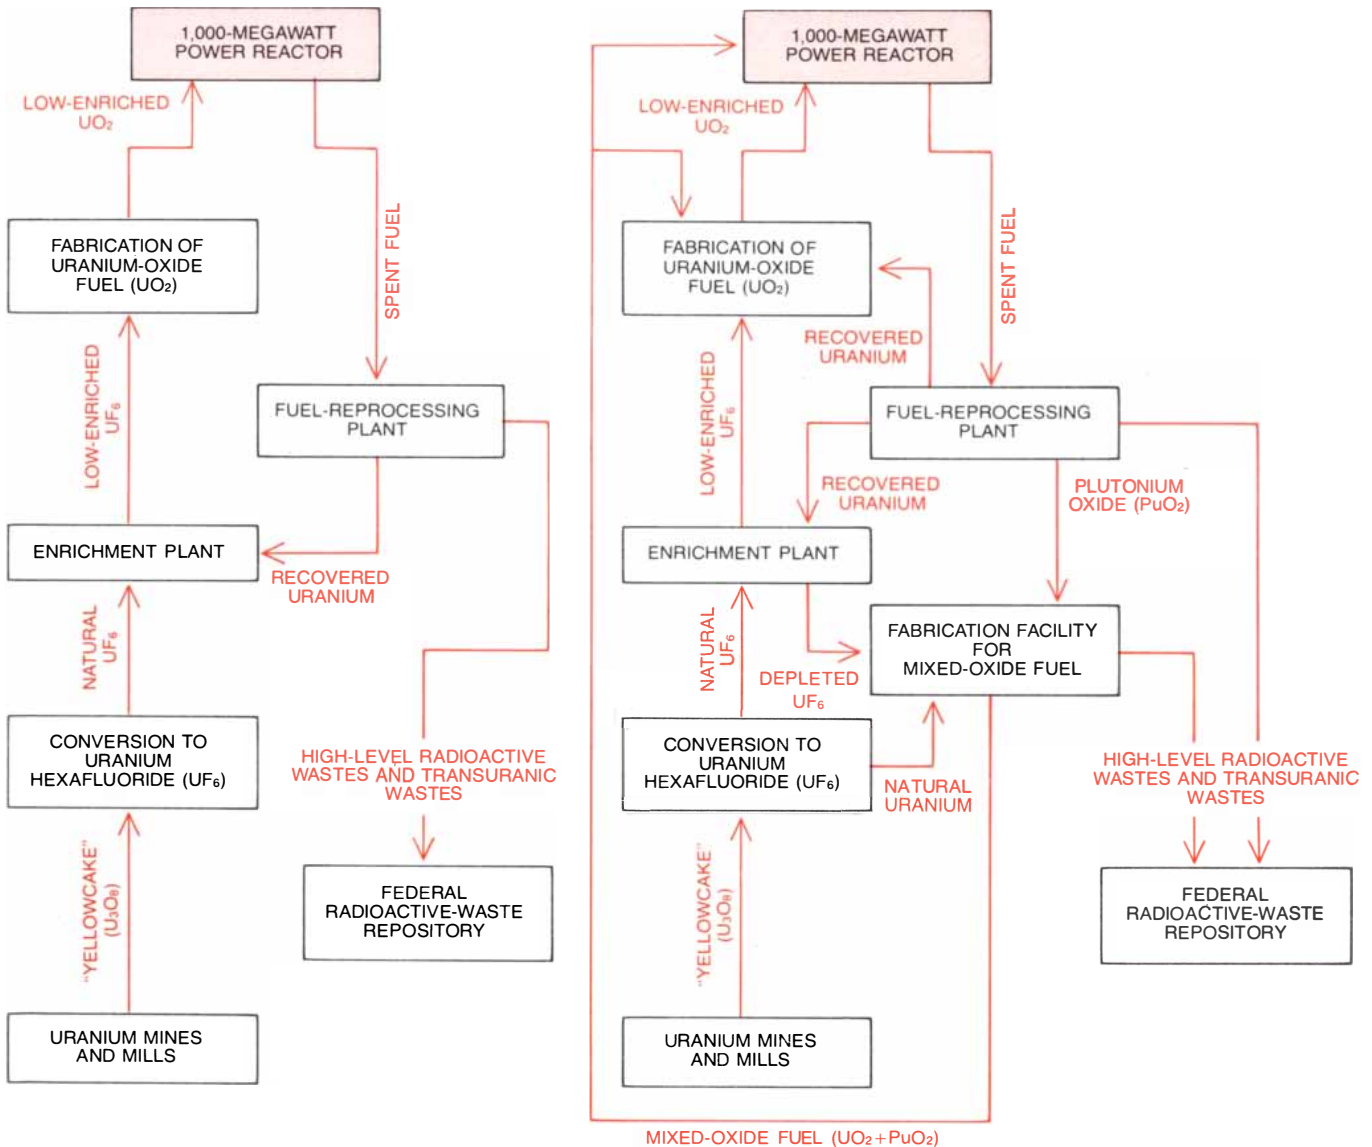 1,000-MEGAWATT
POWER REACTOR
LOW-ENRICHED
UO₂
FABRICATION OF
URANIUM-OXIDE
FUEL (UO₂)
SPENT FUEL
LOW-ENRICHED
UF₆
FUEL-REPROCESSING
PLANT
ENRICHMENT PLANT
RECOVERED
URANIUM
NATURAL
UF₆
CONVERSION TO
URANIUM
HEXAFLUORIDE (UF₆)
HIGH-LEVEL RADIOACTIVE
WASTES AND TRANSURANIC
WASTES
"YELLOWCAKE"
(U₃O₈)
FEDERAL
RADIOACTIVE-WASTE
REPOSITORY
URANIUM MINES
AND MILLS
1,000-MEGAWATT
POWER REACTOR
LOW-ENRICHED
UO₂
FABRICATION OF
URANIUM-OXIDE
FUEL (UO₂)
SPENT FUEL
RECOVERED
URANIUM
LOW-ENRICHED
UF₆
FUEL-REPROCESSING
PLANT
RECOVERED
URANIUM
PLUTONIUM
OXIDE (PuO₂)
ENRICHMENT PLANT
NATURAL
UF₆
FABRICATION FACILITY
FOR
MIXED-OXIDE FUEL
DEPLETED
UF₆
CONVERSION TO
URANIUM
HEXAFLUORIDE (UF₆)
NATURAL
URANIUM
HIGH-LEVEL RADIOACTIVE
WASTES AND TRANSURANIC
WASTES
"YELLOWCAKE"
(U₃O₈)
FEDERAL
RADIOACTIVE-WASTE
REPOSITORY
URANIUM MINES
AND MILLS
MIXED-OXIDE FUEL (UO₂+PuO₂)